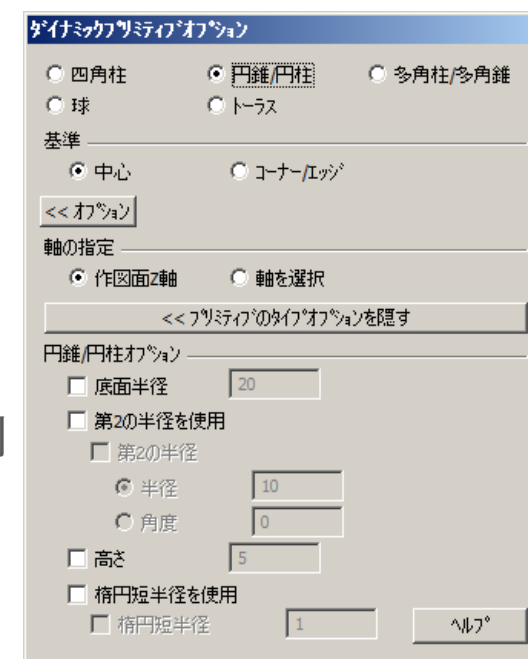 ﾀﾞｲﾅﾐｯｸﾌﾟﾘﾐﾃｨﾌﾞｵﾌﾟｼｮﾝ
四角柱 円錐/円柱 多角柱/多角錐
球 ﾄｰﾗｽ
基準
中心 ｺｰﾅｰ/ｴｯｼﾞ
<< ｵﾌﾟｼｮﾝ
軸の指定
作図面Z軸 軸を選択
<< ﾌﾟﾘﾐﾃｨﾌﾞのﾀｲﾌﾟｵﾌﾟｼｮﾝを隠す
円錐/円柱ｵﾌﾟｼｮﾝ
底面半径 20
第2の半径を使用
第2の半径
半径 10
角度 0
高さ 5
楕円短半径を使用
楕円短半径 1 ﾍﾙﾌﾟ